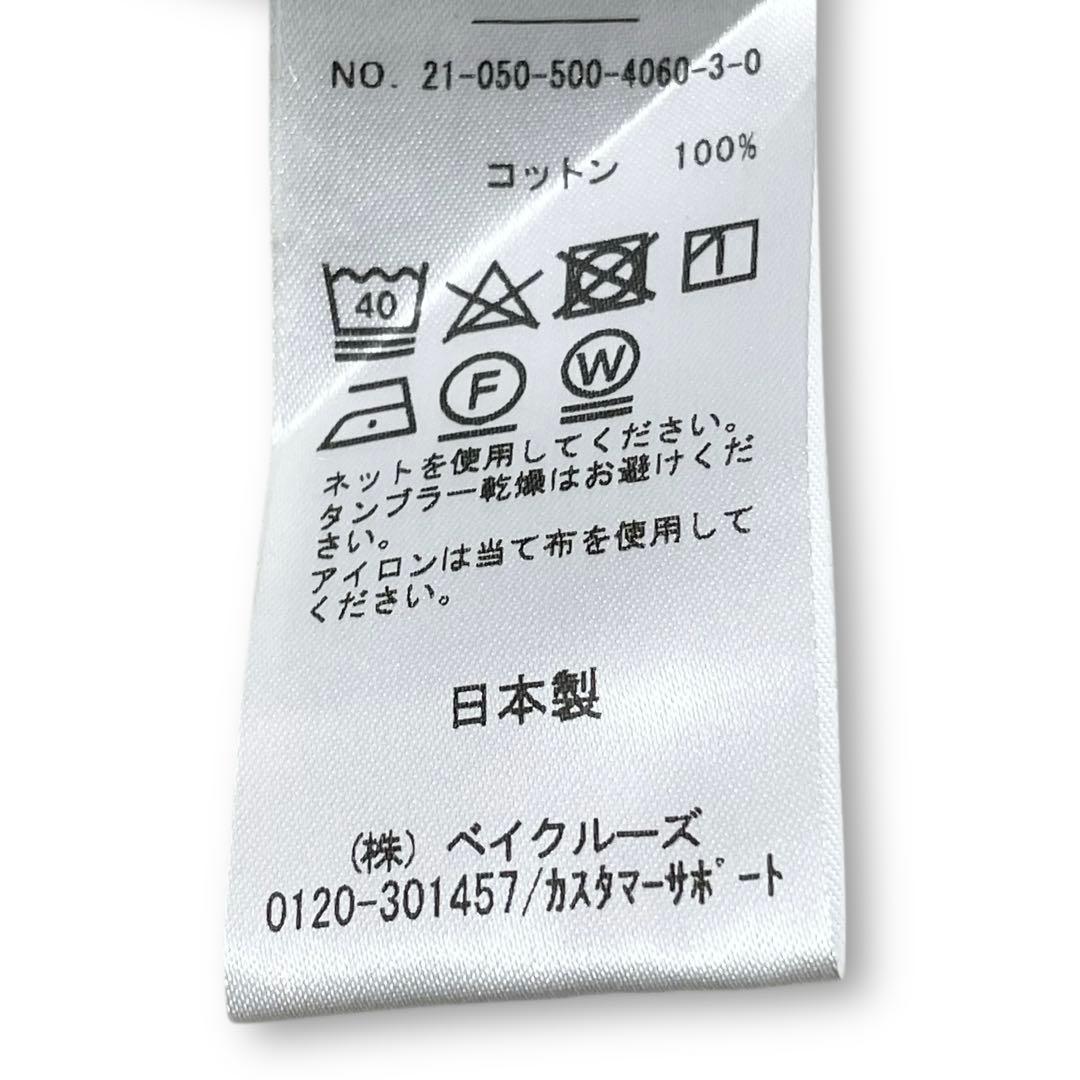 NO. 21-050-500-4060-3-0
コットン 100%
40
F W
ネットを使用してください。
タンブラー乾燥はお避けくだ
さい。
アイロンは当て布を使用して
ください。
日本製
(株) ベイクルーズ
0120-301457/カスタマーサポート